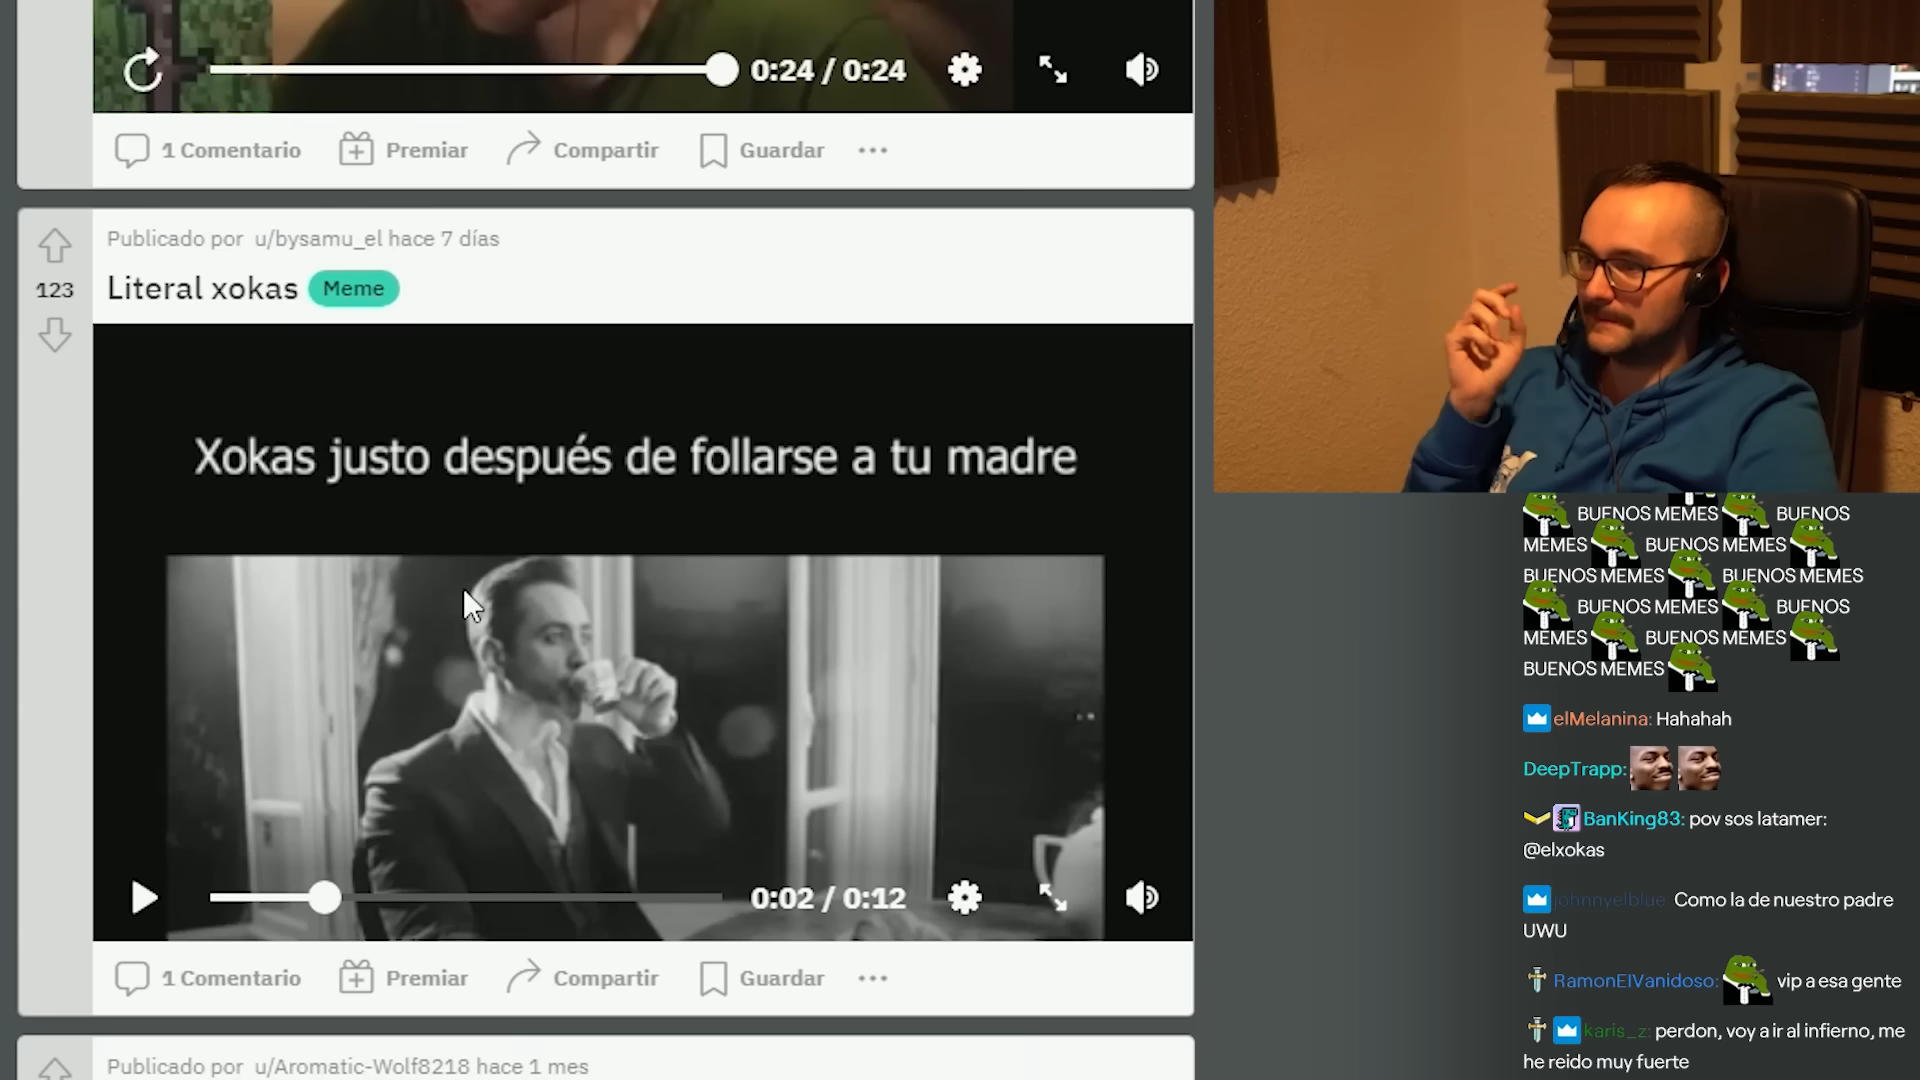 0:24 / 0:24
1 Comentario Premiar Compartir Guardar
Publicado por u/bysamu_el hace 7 días
123
Literal xokas Meme
Xokas justo después de follarse a tu madre
0:02 / 0:12
1 Comentario Premiar Compartir Guardar
Publicado por u/Aromatic-Wolf8218 hace 1 mes
BUENOS MEMES BUENOS
MEMES BUENOS MEMES
BUENOS MEMES BUENOS MEMES
BUENOS MEMES BUENOS
MEMES BUENOS MEMES
BUENOS MEMES
elMelanina: Hahahah
DeepTrapp:
BanKing83: pov sos latamer:
@elxokas
johnnyelblue: Como la de nuestro padre
UWU
RamonElVanidoso: vip a esa gente
karis_z: perdon, voy a ir al infierno, me
he reido muy fuerte